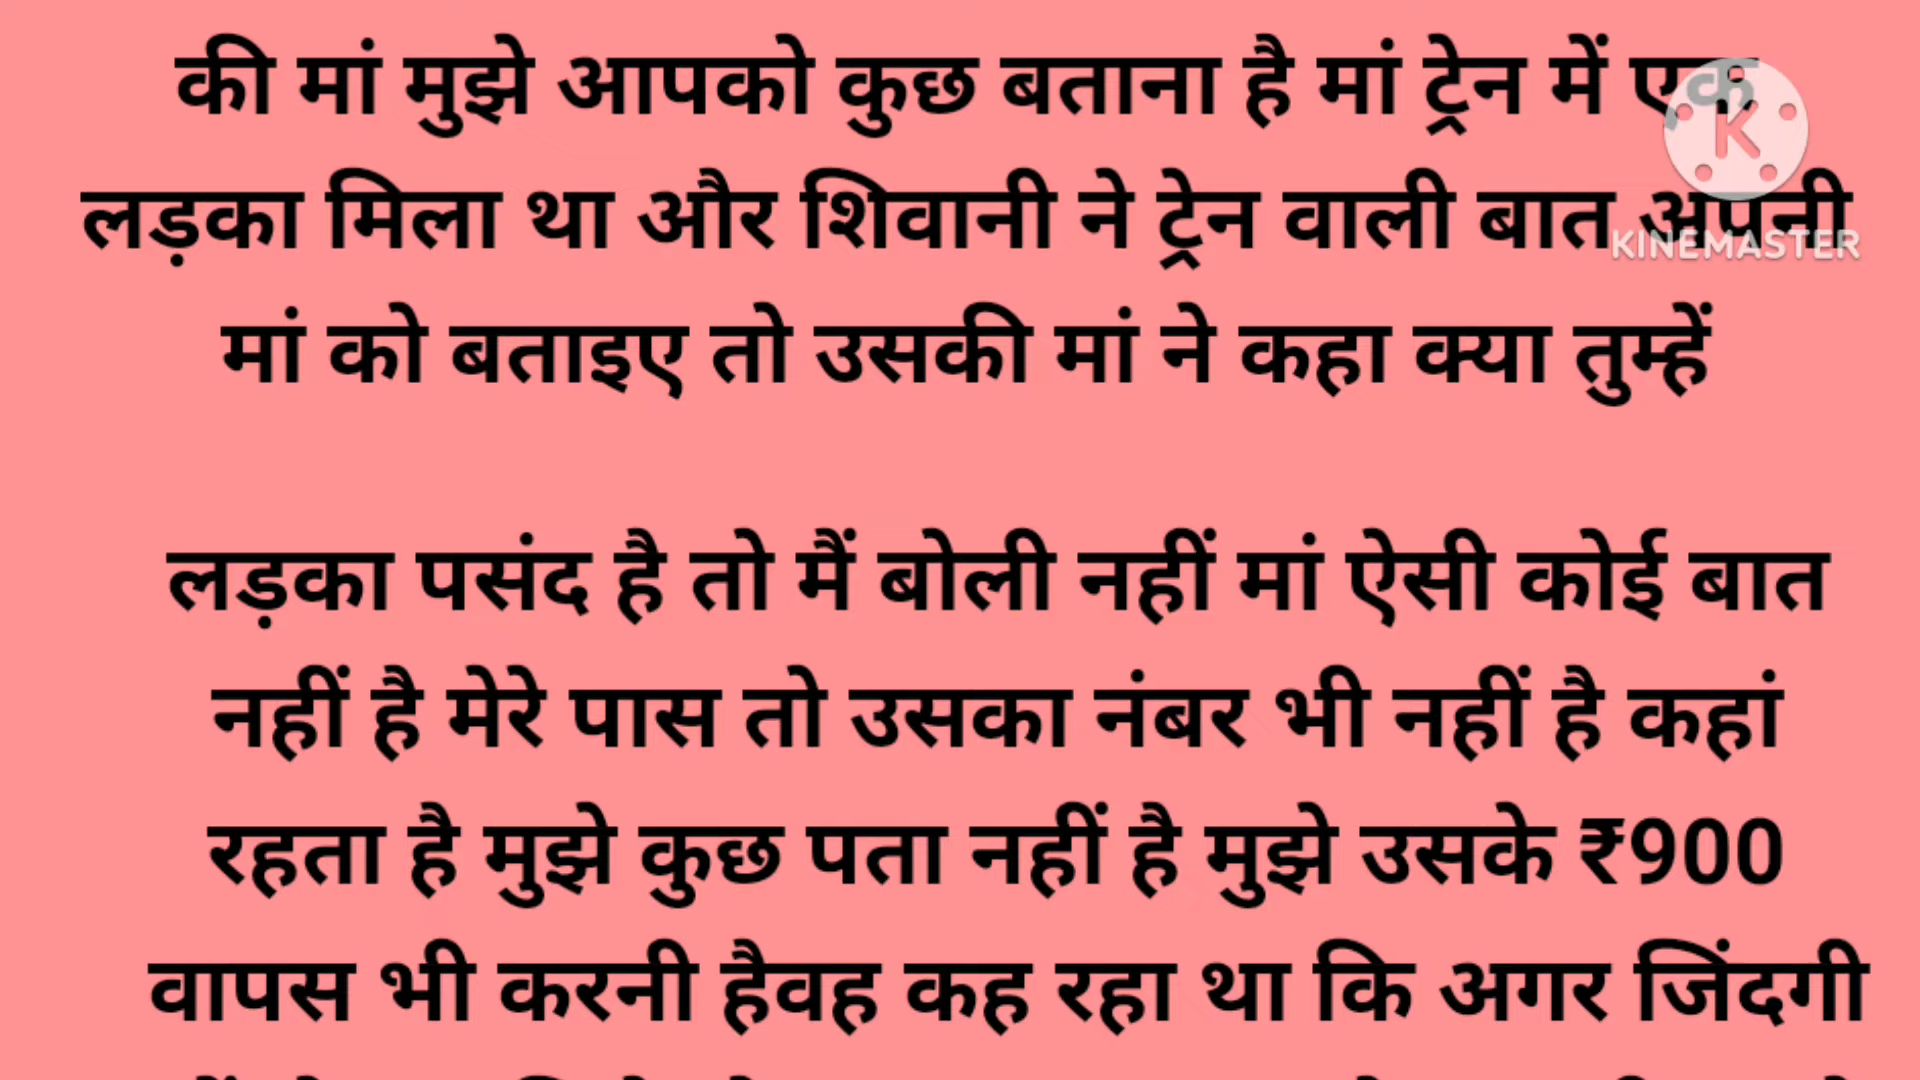 की मां मुझे आपको कुछ बताना है मां ट्रेन में एक
लड़का मिला था और शिवानी ने ट्रेन वाली बात अपनी
मां को बताइए तो उसकी मां ने कहा क्या तुम्हें
लड़का पसंद है तो मैं बोली नहीं मां ऐसी कोई बात
नहीं है मेरे पास तो उसका नंबर भी नहीं है कहां
रहता है मुझे कुछ पता नहीं है मुझे उसके ₹900
वापस भी करनी हैवह कह रहा था कि अगर जिंदगी
K
KINEMASTER